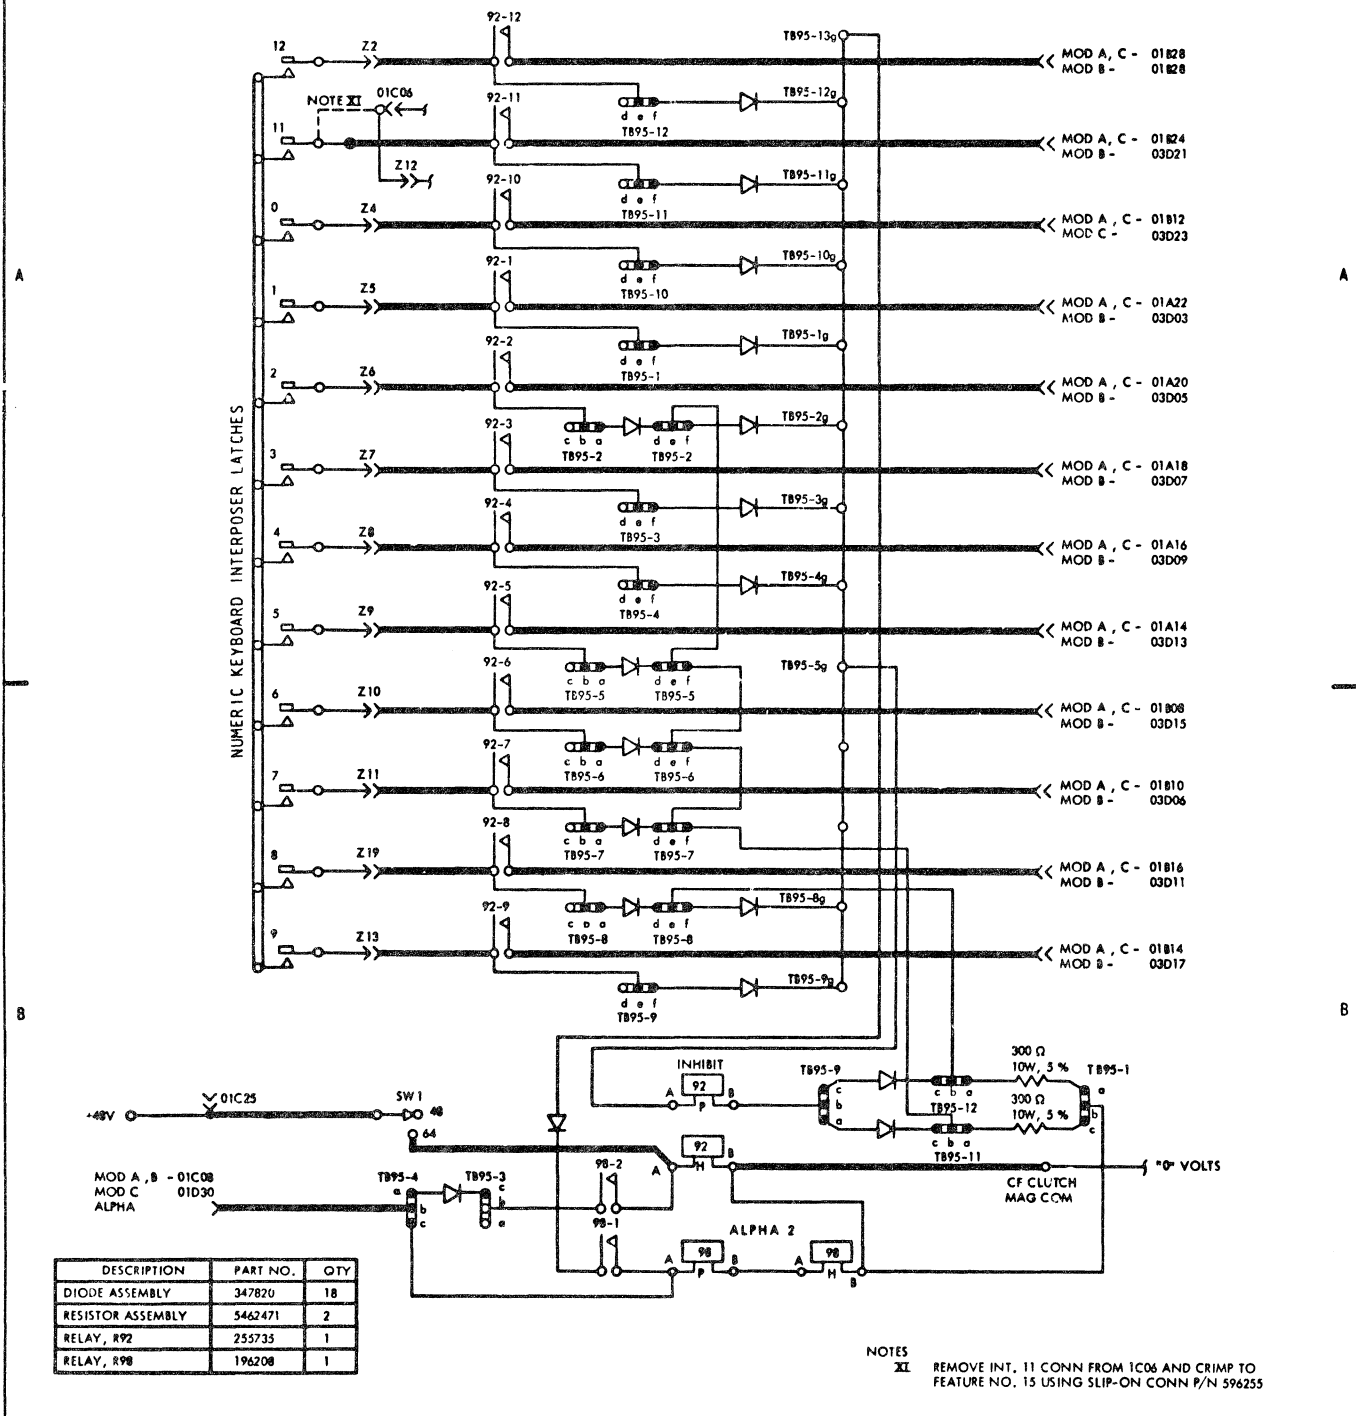 92-12
TB95-13g
12
Z2
MOD A, C - 01B28
MOD B - 01B28
NOTE XI
01C06
92-11
d e f
TB95-12
TB95-12g
11
Z12
MOD A, C - 01B24
MOD B - 03D21
92-10
d e f
TB95-11
TB95-11g
0
Z4
MOD A, C - 01B12
MOD C - 03D23
A
A
92-1
d e f
TB95-10
TB95-10g
1
Z5
MOD A, C - 01A22
MOD B - 03D03
92-2
d e f
TB95-1
TB95-1g
2
Z6
MOD A, C - 01A20
MOD B - 03D05
92-3
c b a
TB95-2
d e f
TB95-2
TB95-2g
3
Z7
MOD A, C - 01A18
MOD B - 03D07
92-4
d e f
TB95-3
TB95-3g
4
Z8
MOD A, C - 01A16
MOD B - 03D09
92-5
d e f
TB95-4
TB95-4g
NUMERIC KEYBOARD INTERPOSER LATCHES
5
Z9
MOD A, C - 01A14
MOD B - 03D13
92-6
c b a
TB95-5
d e f
TB95-5
TB95-5g
6
Z10
MOD A, C - 01B08
MOD B - 03D15
92-7
c b a
TB95-6
d e f
TB95-6
7
Z11
MOD A, C - 01B10
MOD B - 03D06
92-8
c b a
TB95-7
d e f
TB95-7
8
Z19
MOD A, C - 01B16
MOD B - 03D11
92-9
c b a
TB95-8
d e f
TB95-8
TB95-8g
9
Z13
MOD A, C - 01B14
MOD B - 03D17
d e f
TB95-9
TB95-9g
B
B
INHIBIT
A 92 B
P
TB95-9
c
b
a
300 Ω
10W, 5 %
c b a
TB95-12
300 Ω
10W, 5 %
c b a
TB95-11
TB95-1
a
b
c
+48V
01C25
SW1
48
64
A 92 B
H
CF CLUTCH
MAG COM
"0" VOLTS
MOD A, B - 01C08
MOD C 01D30
ALPHA
TB95-4
a
b
c
TB95-3
c
b
a
98-2
98-1
ALPHA 2
A 98 B
P
A 98 B
H
DESCRIPTION PART NO. QTY
DIODE ASSEMBLY 347820 18
RESISTOR ASSEMBLY 5462471 2
RELAY, R92 255735 1
RELAY, R98 196208 1
NOTES
XI REMOVE INT. 11 CONN FROM 1C06 AND CRIMP TO
FEATURE NO. 15 USING SLIP-ON CONN P/N 596255